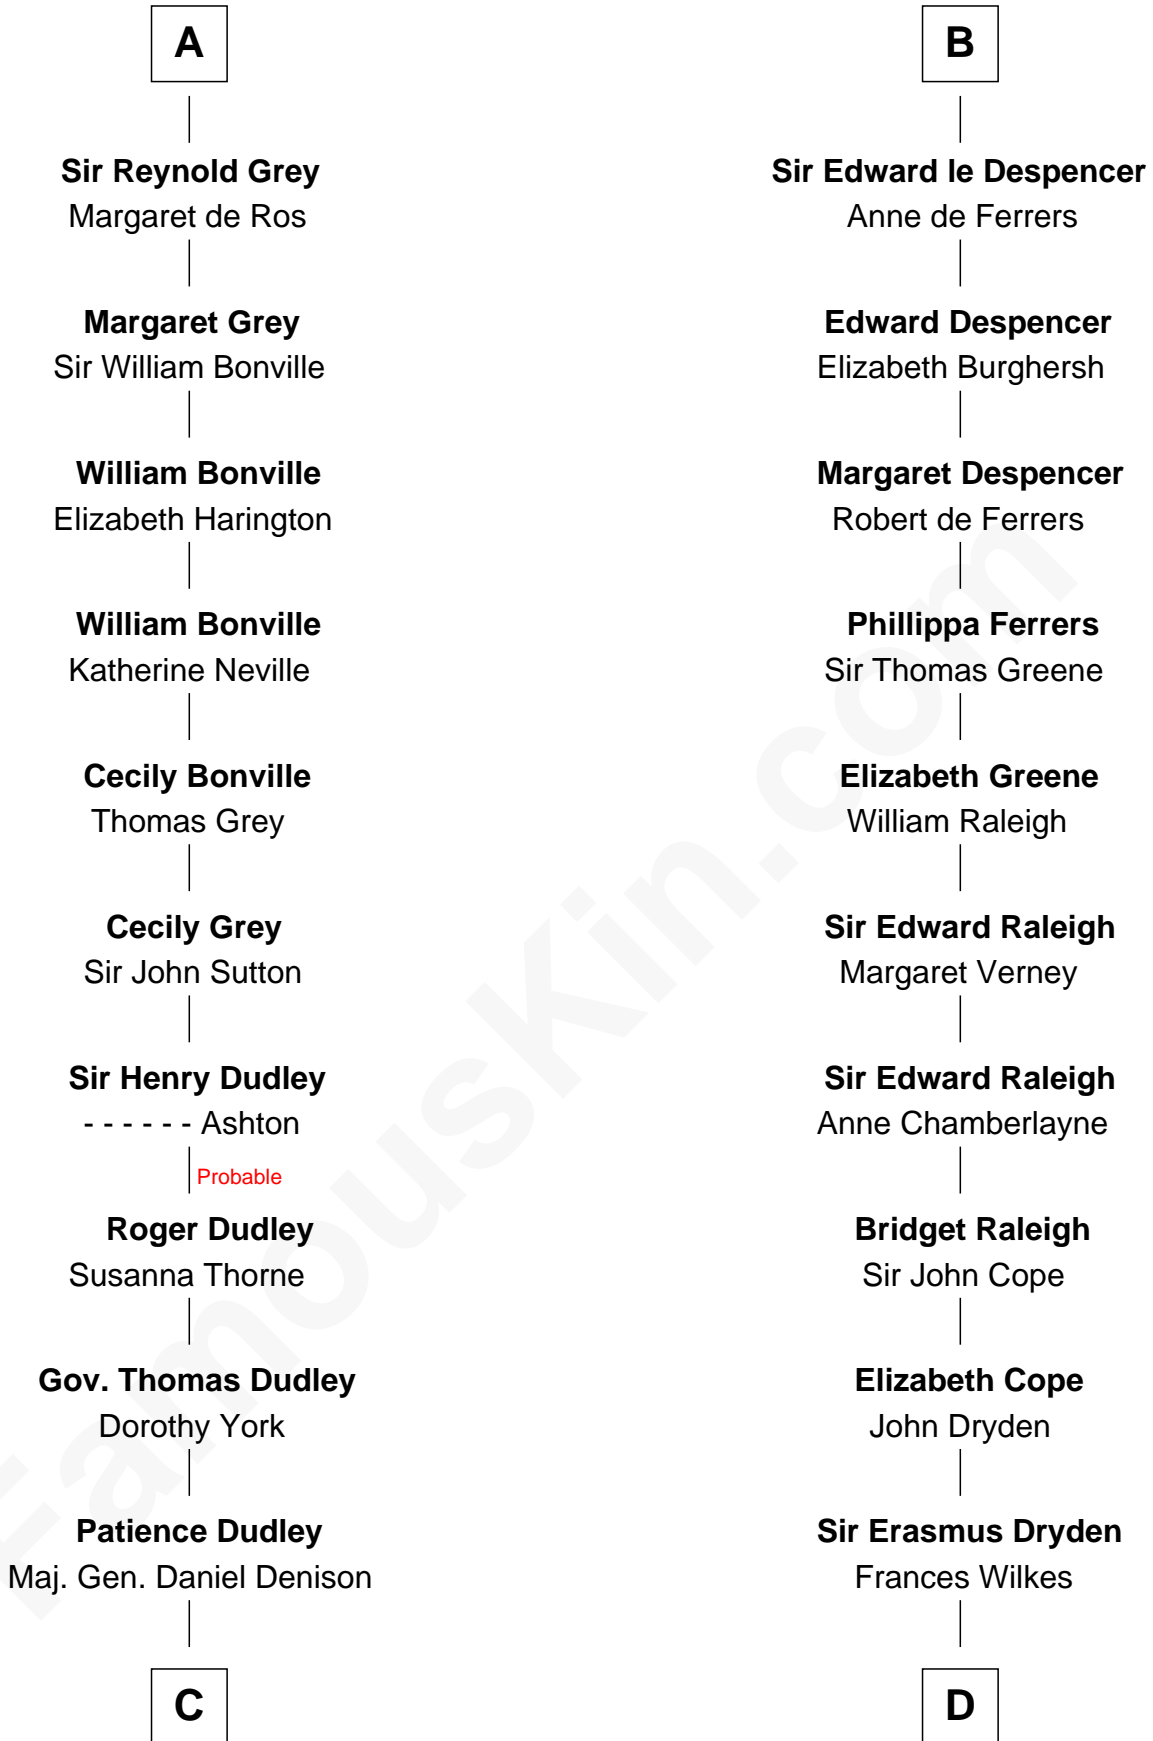 A
Sir Reynold Grey
Margaret de Ros
Margaret Grey
Sir William Bonville
William Bonville
Elizabeth Harington
William Bonville
Katherine Neville
Cecily Bonville
Thomas Grey
Cecily Grey
Sir John Sutton
Sir Henry Dudley
- - - - - - Ashton
Probable
Roger Dudley
Susanna Thorne
Gov. Thomas Dudley
Dorothy York
Patience Dudley
Maj. Gen. Daniel Denison
C
B
Sir Edward le Despencer
Anne de Ferrers
Edward Despencer
Elizabeth Burghersh
Margaret Despencer
Robert de Ferrers
Phillippa Ferrers
Sir Thomas Greene
Elizabeth Greene
William Raleigh
Sir Edward Raleigh
Margaret Verney
Sir Edward Raleigh
Anne Chamberlayne
Bridget Raleigh
Sir John Cope
Elizabeth Cope
John Dryden
Sir Erasmus Dryden
Frances Wilkes
D
FamousKin.com